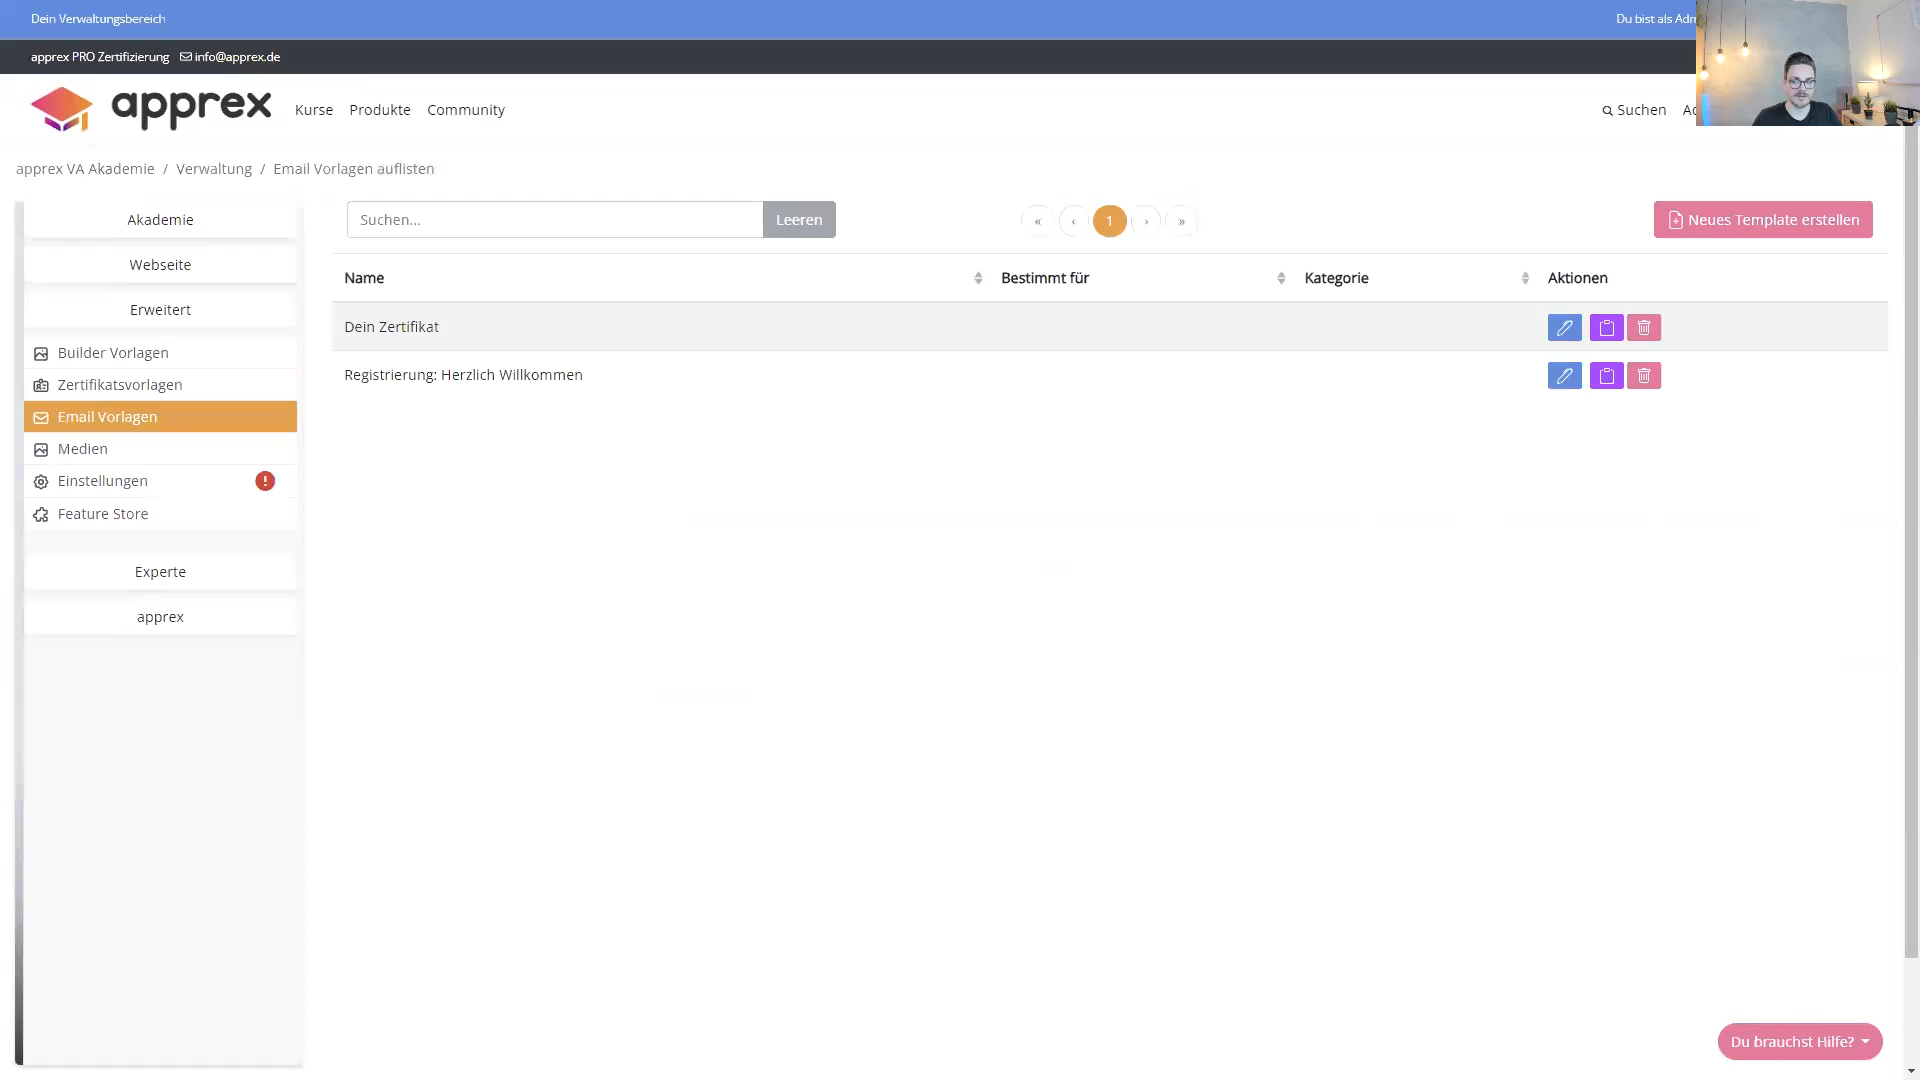 Dein Verwaltungsbereich
Du bist als
apprex PRO Zertifizierung info@apprex.de
apprex Kurse Produkte Community
Suchen
apprex VA Akademie / Verwaltung / Email Vorlagen auflisten
Akademie
Webseite
Erweitert
Builder Vorlagen
Zertifikatsvorlagen
Email Vorlagen
Medien
Einstellungen !
Feature Store
Experte
apprex
Suchen... Leeren « ‹ 1 › » Neues Template erstellen
Name Bestimmt für Kategorie Aktionen
Dein Zertifikat
Registrierung: Herzlich Willkommen
Du brauchst Hilfe?